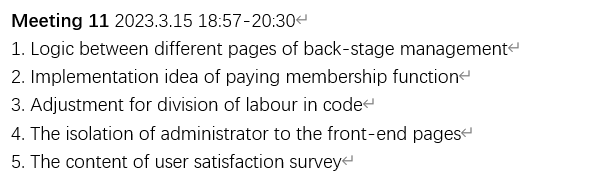 Meeting 11 2023.3.15 18:57-20:30↵
1. Logic between different pages of back-stage management↵
2. Implementation idea of paying membership function↵
3. Adjustment for division of labour in code↵
4. The isolation of administrator to the front-end pages↵
5. The content of user satisfaction survey↵